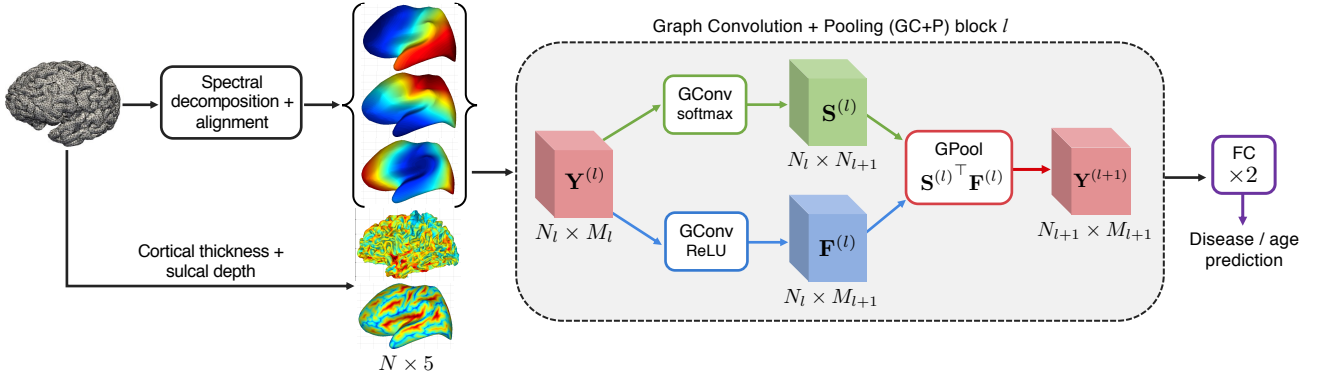 Graph Convolution + Pooling (GC+P) block l
Spectral
decomposition +
alignment
Cortical thickness +
sulcal depth
N × 5
Y^{(l)}
N_l × M_l
GConv
softmax
S^{(l)}
N_l × N_{l+1}
GConv
ReLU
F^{(l)}
N_l × M_{l+1}
GPool
S^{(l)⊤} F^{(l)}
Y^{(l+1)}
N_{l+1} × M_{l+1}
FC
×2
Disease / age
prediction